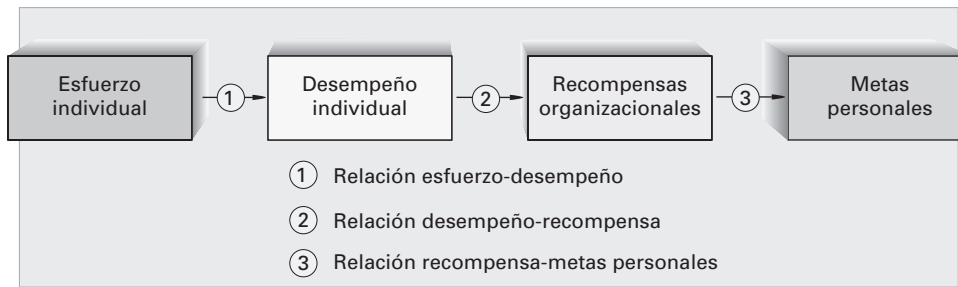 Esfuerzo
individual
1
Desempeño
individual
2
Recompensas
organizacionales
3
Metas
personales
1 Relación esfuerzo-desempeño
2 Relación desempeño-recompensa
3 Relación recompensa-metas personales